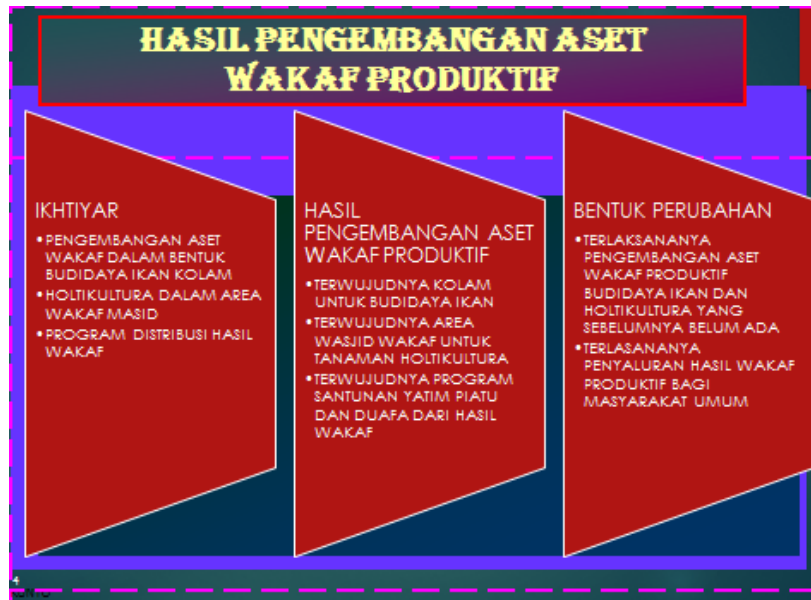 HASIL PENGEMBANGAN ASET
WAKAF PRODUKTIF
IKHTIYAR
•PENGEMBANGAN ASET
WAKAF DALAM BENTUK
BUDIDAYA IKAN KOLAM
•HOLTIKULTURA DALAM AREA
WAKAF MASID
•PROGRAM DISTRIBUSI HASIL
WAKAF
HASIL
PENGEMBANGAN ASET
WAKAF PRODUKTIF
•TERWUJUDNYA KOLAM
UNTUK BUDIDAYA IKAN
•TERWUJUDNYA AREA
WASJID WAKAF UNTUK
TANAMAN HOLTIKULTURA
•TERWUJUDNYA PROGRAM
SANTUNAN YATIM PIATU
DAN DUAFA DARI HASIL
WAKAF
BENTUK PERUBAHAN
•TERLAKSANANYA
PENGEMBANGAN ASET
WAKAF PRODUKTIF
BUDIDAYA IKAN DAN
HOLTIKULTURA YANG
SEBELUMNYA BELUM ADA
•TERLASANANYA
PENYALURAN HASIL WAKAF
PRODUKTIF BAGI
MASYARAKAT UMUM
4